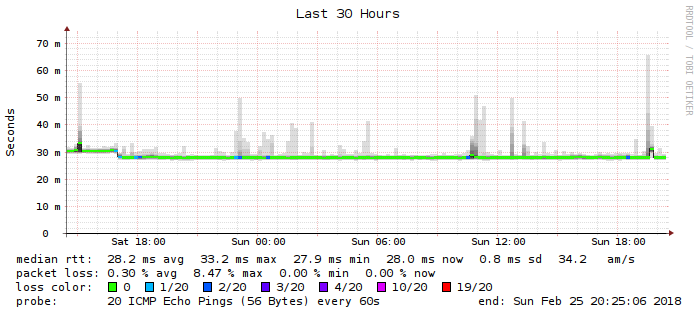 Last 30 Hours
RRDTOOL / TOBI OETIKER
Seconds
70 m
60 m
50 m
40 m
30 m
20 m
10 m
0
Sat 18:00 Sun 00:00 Sun 06:00 Sun 12:00 Sun 18:00
median rtt: 28.2 ms avg 33.2 ms max 27.9 ms min 28.0 ms now 0.8 ms sd 34.2 am/s
packet loss: 0.30 % avg 8.47 % max 0.00 % min 0.00 % now
loss color: 0 1/20 2/20 3/20 4/20 10/20 19/20
probe: 20 ICMP Echo Pings (56 Bytes) every 60s end: Sun Feb 25 20:25:06 2018